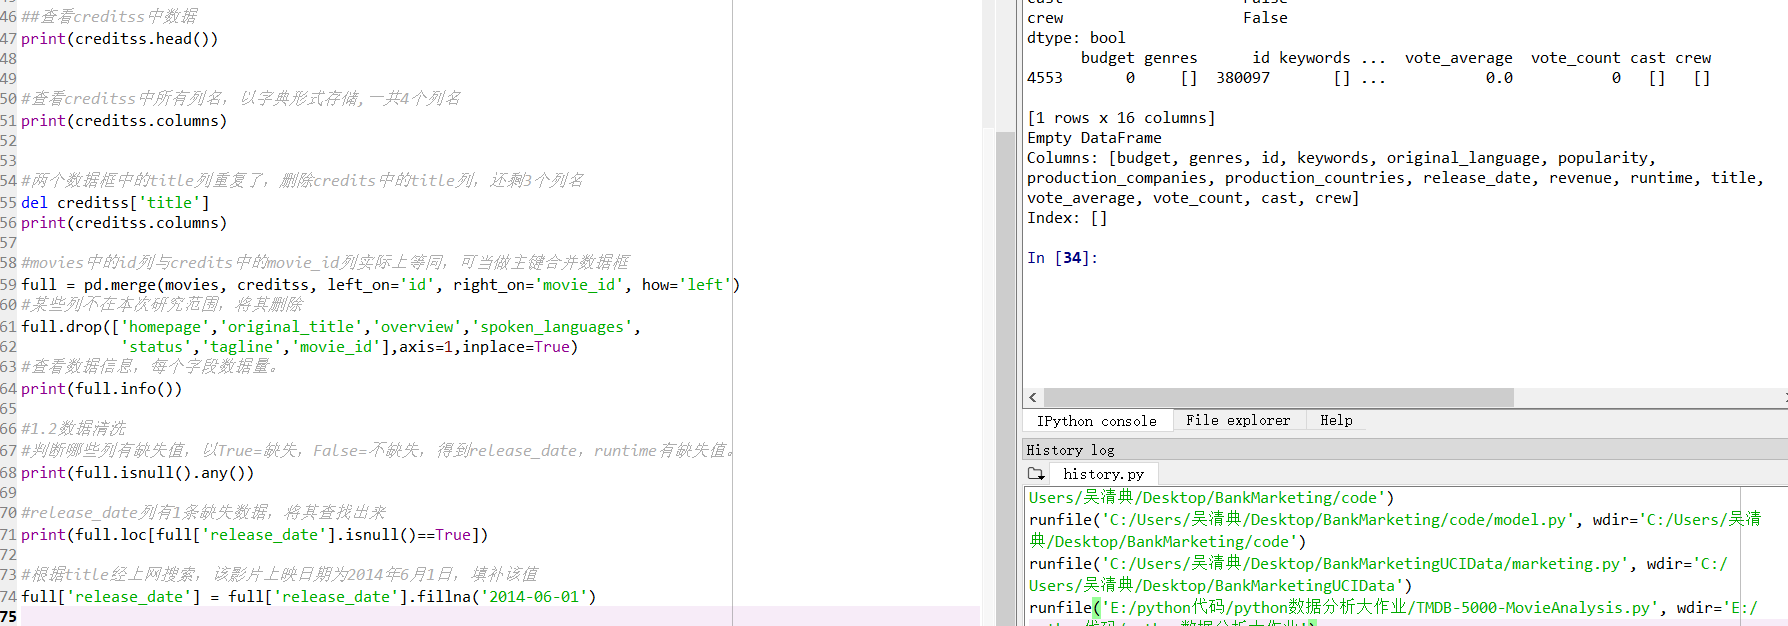 46 ##查看creditss中数据
47 print(creditss.head())
48
49
50 #查看creditss中所有列名，以字典形式存储,一共4个列名
51 print(creditss.columns)
52
53
54 #两个数据框中的title列重复了，删除credits中的title列，还剩3个列名
55 del creditss['title']
56 print(creditss.columns)
57
58 #movies中的id列与credits中的movie_id列实际上等同，可当做主键合并数据框
59 full = pd.merge(movies, creditss, left_on='id', right_on='movie_id', how='left')
60 #某些列不在本次研究范围，将其删除
61 full.drop(['homepage','original_title','overview','spoken_languages',
62 'status','tagline','movie_id'],axis=1,inplace=True)
63 #查看数据信息，每个字段数据量。
64 print(full.info())
65
66 #1.2数据清洗
67 #判断哪些列有缺失值，以True=缺失，False=不缺失，得到release_date，runtime有缺失值。
68 print(full.isnull().any())
69
70 #release_date列有1条缺失数据，将其查找出来
71 print(full.loc[full['release_date'].isnull()==True])
72
73 #根据title经上网搜索，该影片上映日期为2014年6月1日，填补该值
74 full['release_date'] = full['release_date'].fillna('2014-06-01')
75
crew False
dtype: bool
budget genres id keywords ... vote_average vote_count cast crew
4553 0 [] 380097 [] ... 0.0 0 [] []
[1 rows x 16 columns]
Empty DataFrame
Columns: [budget, genres, id, keywords, original_language, popularity,
production_companies, production_countries, release_date, revenue, runtime, title,
vote_average, vote_count, cast, crew]
Index: []
In [34]:
IPython console File explorer Help
History log
history.py
Users/吴清典/Desktop/BankMarketing/code')
runfile('C:/Users/吴清典/Desktop/BankMarketing/code/model.py', wdir='C:/Users/吴清
典/Desktop/BankMarketing/code')
runfile('C:/Users/吴清典/Desktop/BankMarketingUCIData/marketing.py', wdir='C:/
Users/吴清典/Desktop/BankMarketingUCIData')
runfile('E:/python代码/python数据分析大作业/TMDB-5000-MovieAnalysis.py', wdir='E:/